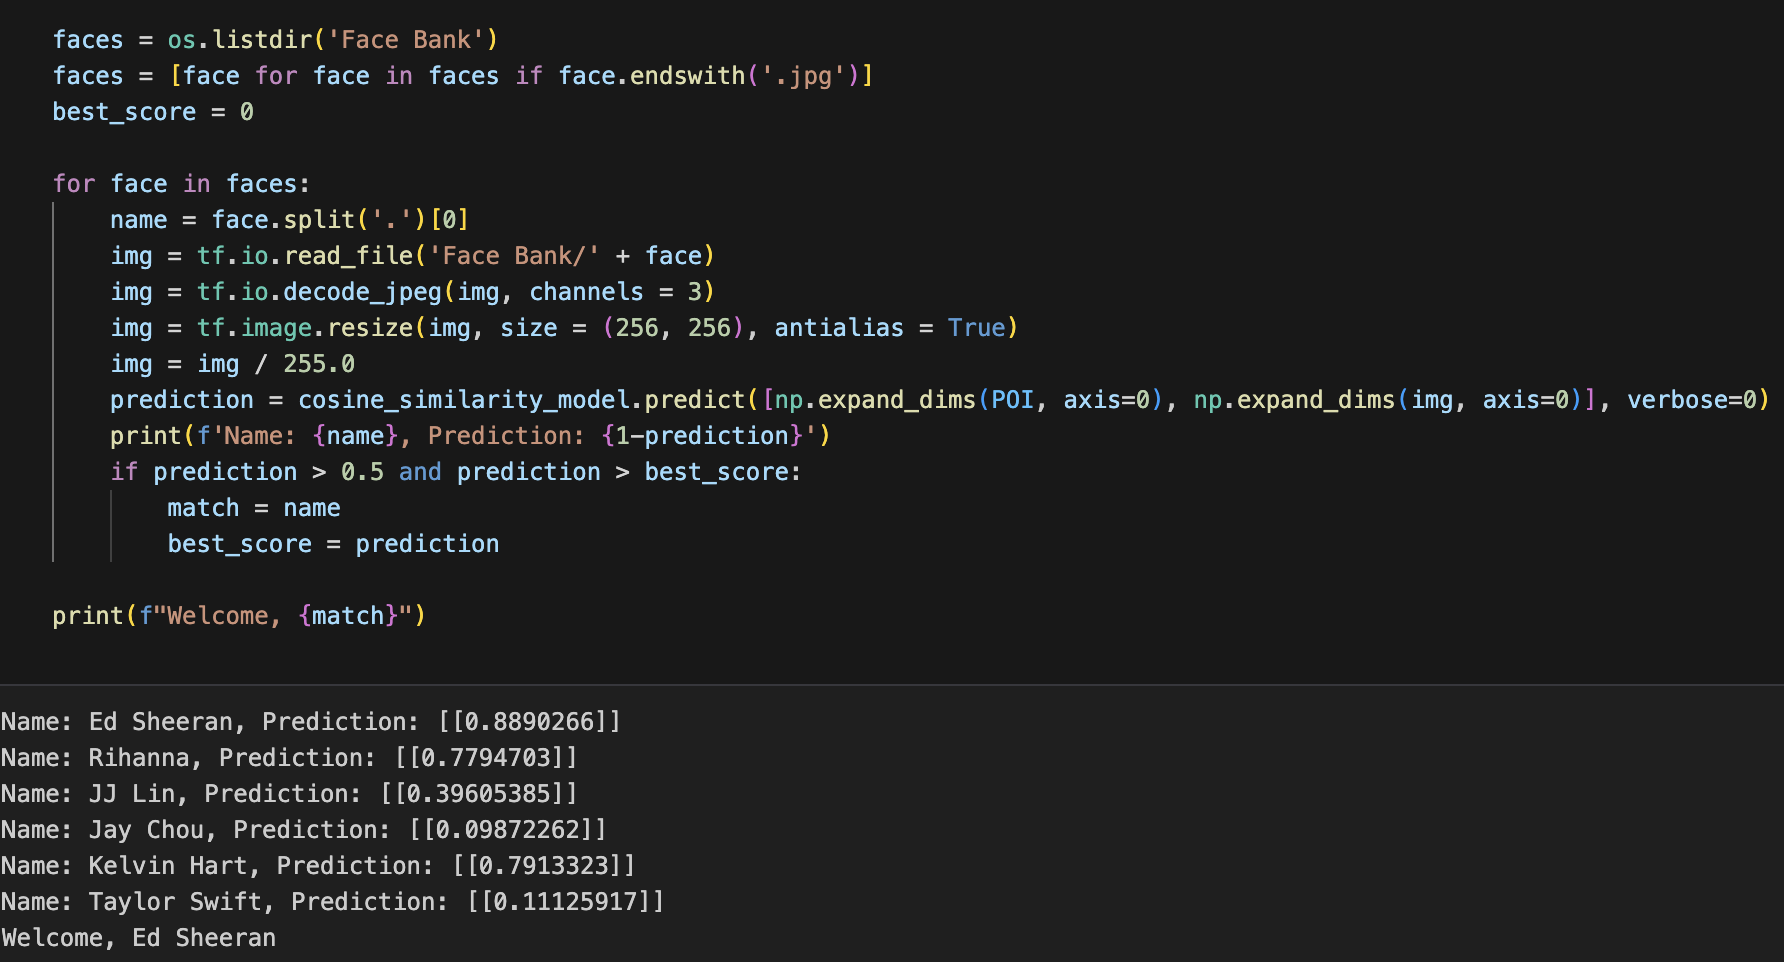 faces = os.listdir('Face Bank')
faces = [face for face in faces if face.endswith('.jpg')]
best_score = 0
for face in faces:
    name = face.split('.')[0]
    img = tf.io.read_file('Face Bank/' + face)
    img = tf.io.decode_jpeg(img, channels = 3)
    img = tf.image.resize(img, size = (256, 256), antialias = True)
    img = img / 255.0
    prediction = cosine_similarity_model.predict([np.expand_dims(POI, axis=0), np.expand_dims(img, axis=0)], verbose=0)
    print(f'Name: {name}, Prediction: {1-prediction}')
    if prediction > 0.5 and prediction > best_score:
        match = name
        best_score = prediction
print(f"Welcome, {match}")
Name: Ed Sheeran, Prediction: [[0.8890266]]
Name: Rihanna, Prediction: [[0.7794703]]
Name: JJ Lin, Prediction: [[0.39605385]]
Name: Jay Chou, Prediction: [[0.09872262]]
Name: Kelvin Hart, Prediction: [[0.7913323]]
Name: Taylor Swift, Prediction: [[0.11125917]]
Welcome, Ed Sheeran